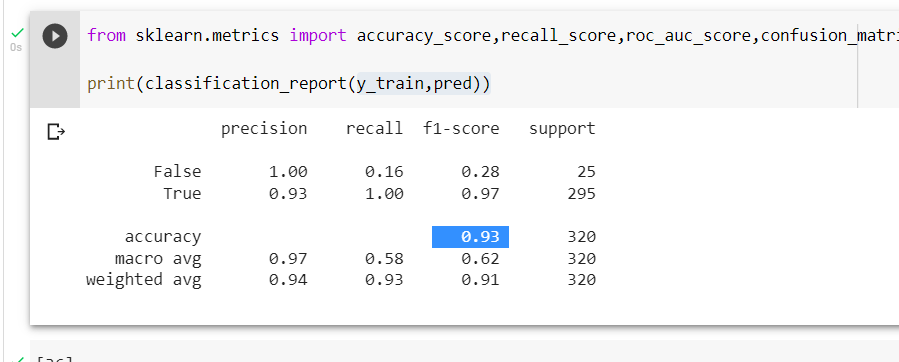 0s
from sklearn.metrics import accuracy_score,recall_score,roc_auc_score,confusion_matri
print(classification_report(y_train,pred))
precision recall f1-score support
False 1.00 0.16 0.28 25
True 0.93 1.00 0.97 295
accuracy 0.93 320
macro avg 0.97 0.58 0.62 320
weighted avg 0.94 0.93 0.91 320